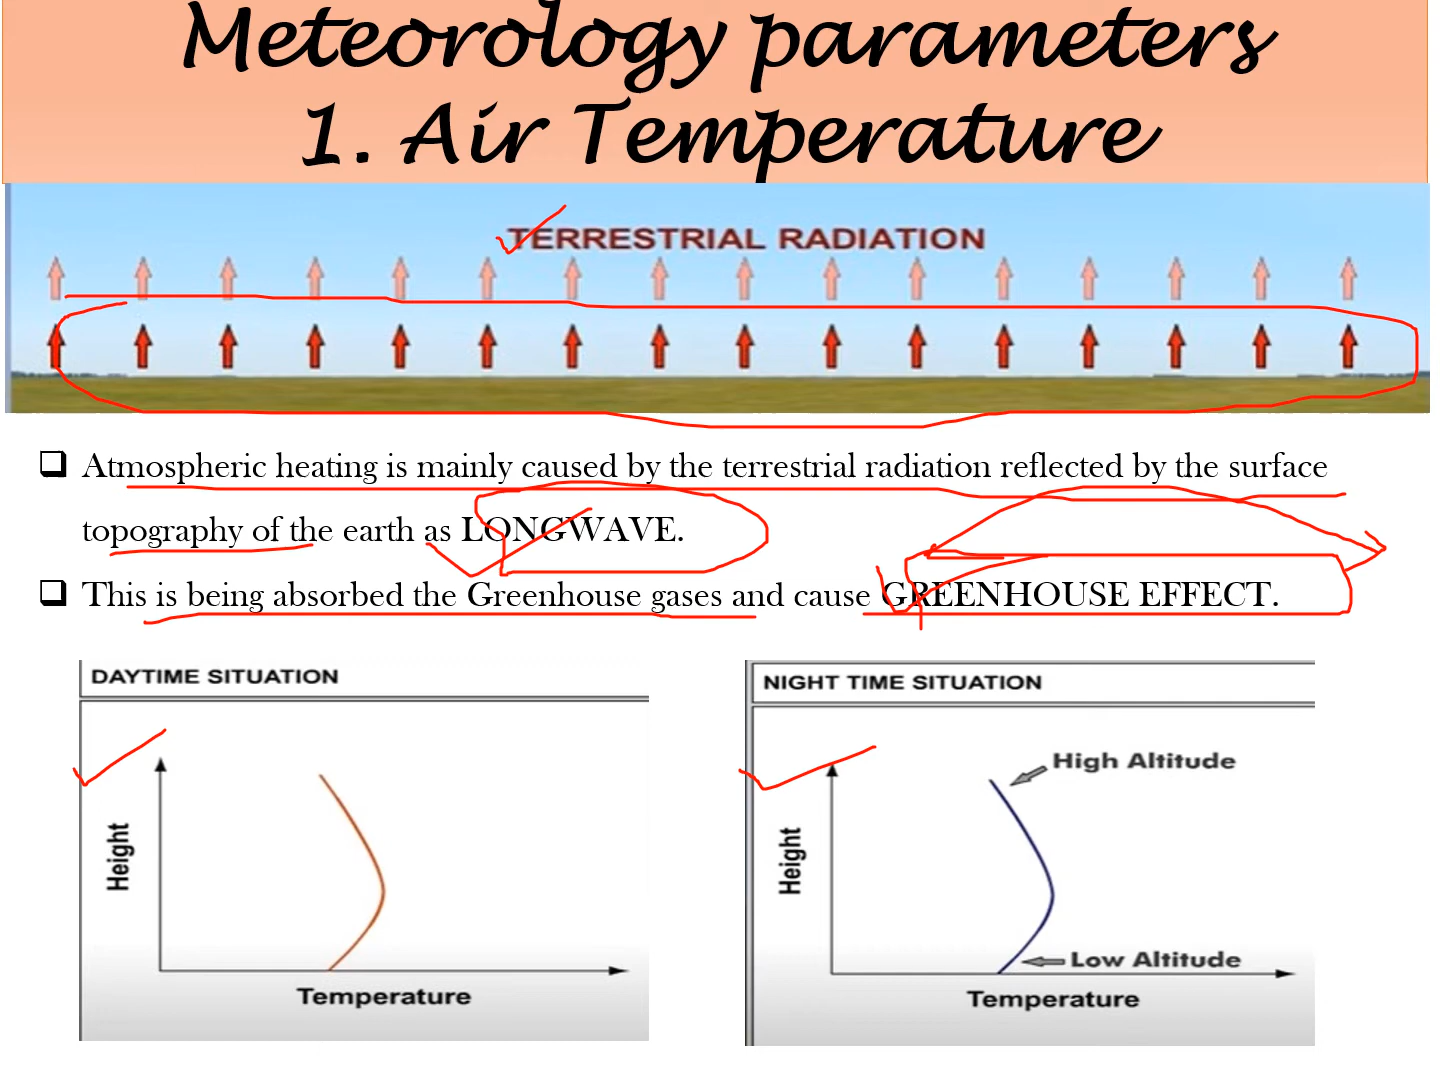 Meteorology parameters
1. Air Temperature
TERRESTRIAL RADIATION
Atmospheric heating is mainly caused by the terrestrial radiation reflected by the surface
topography of the earth as LONGWAVE.
This is being absorbed the Greenhouse gases and cause GREENHOUSE EFFECT.
DAYTIME SITUATION
Height
Temperature
NIGHT TIME SITUATION
High Altitude
Height
Low Altitude
Temperature